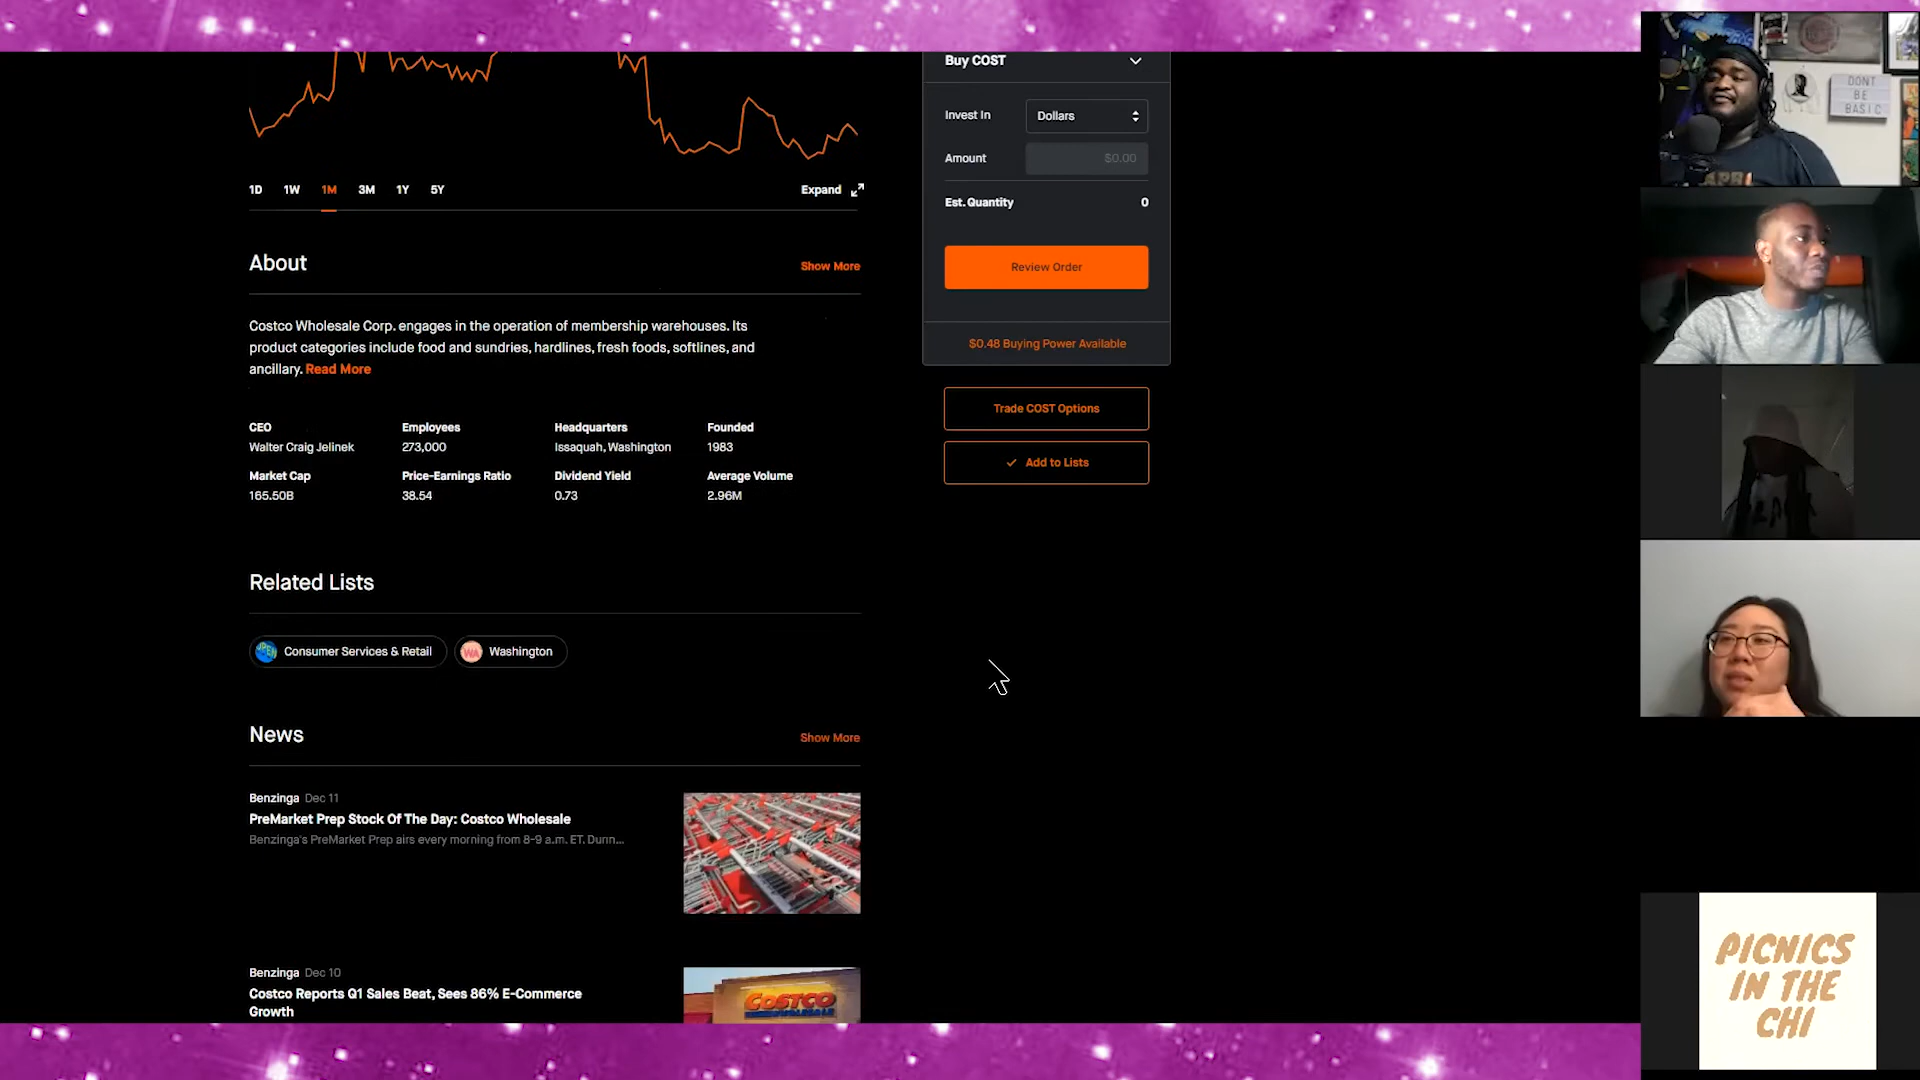 Buy COST
Invest In
Dollars
Amount
$0.00
Est. Quantity
0
Review Order
$0.48 Buying Power Available
Trade COST Options
Add to Lists
1D 1W 1M 3M 1Y 5Y
Expand
About
Show More
Costco Wholesale Corp. engages in the operation of membership warehouses. Its
product categories include food and sundries, hardlines, fresh foods, softlines, and
ancillary. Read More
CEO
Walter Craig Jelinek
Employees
273,000
Headquarters
Issaquah, Washington
Founded
1983
Market Cap
165.50B
Price-Earnings Ratio
38.54
Dividend Yield
0.73
Average Volume
2.96M
Related Lists
OPEN
Consumer Services & Retail
WA
Washington
News
Show More
Benzinga Dec 11
PreMarket Prep Stock Of The Day: Costco Wholesale
Benzinga's PreMarket Prep airs every morning from 8-9 a.m. ET. Dunn...
Benzinga Dec 10
Costco Reports Q1 Sales Beat, Sees 86% E-Commerce
Growth
COSTCO
WHOLESALE
DONT
BE
BASIC
PICNICS
IN THE
CHI